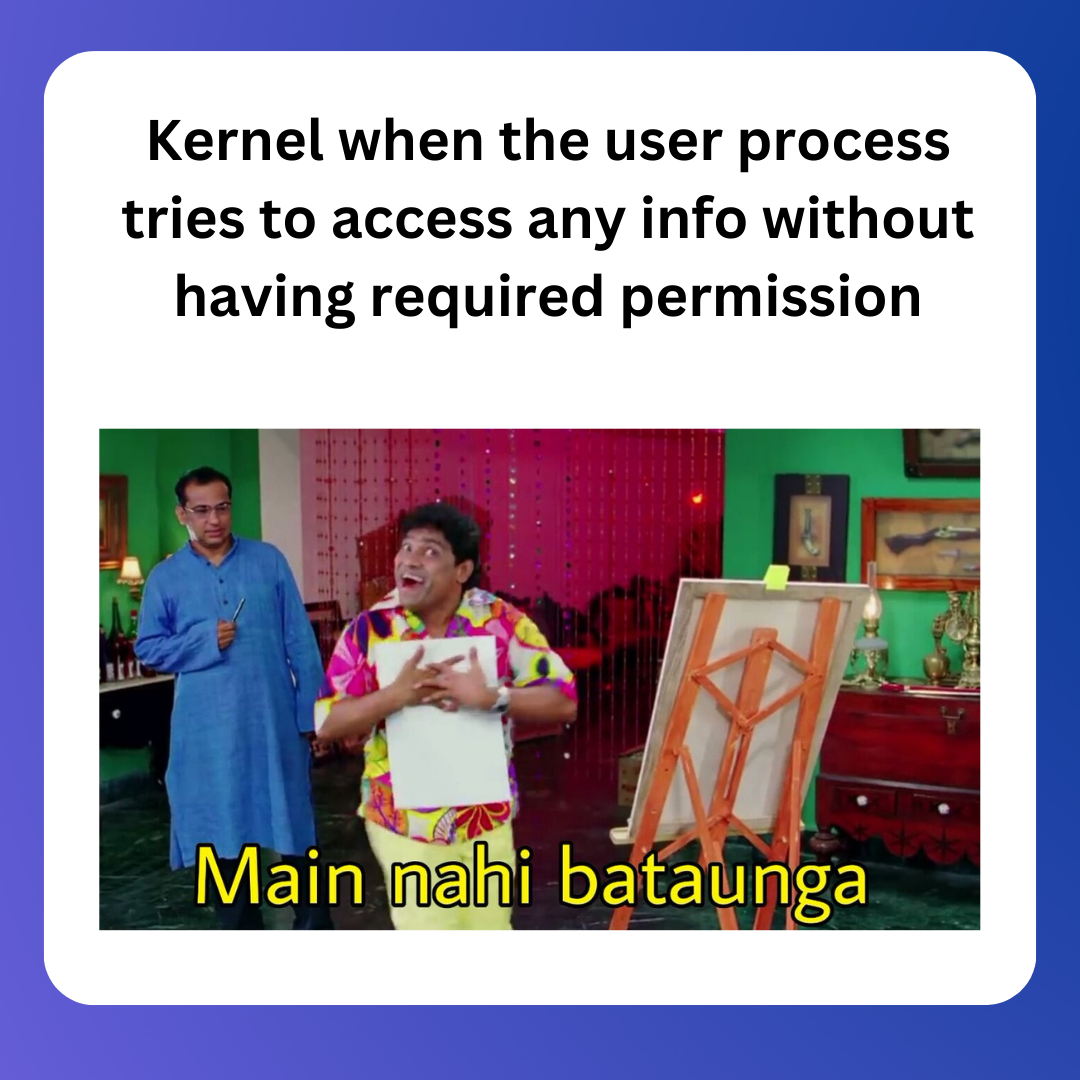 Kernel when the user process
tries to access any info without
having required permission
Main nahi bataunga